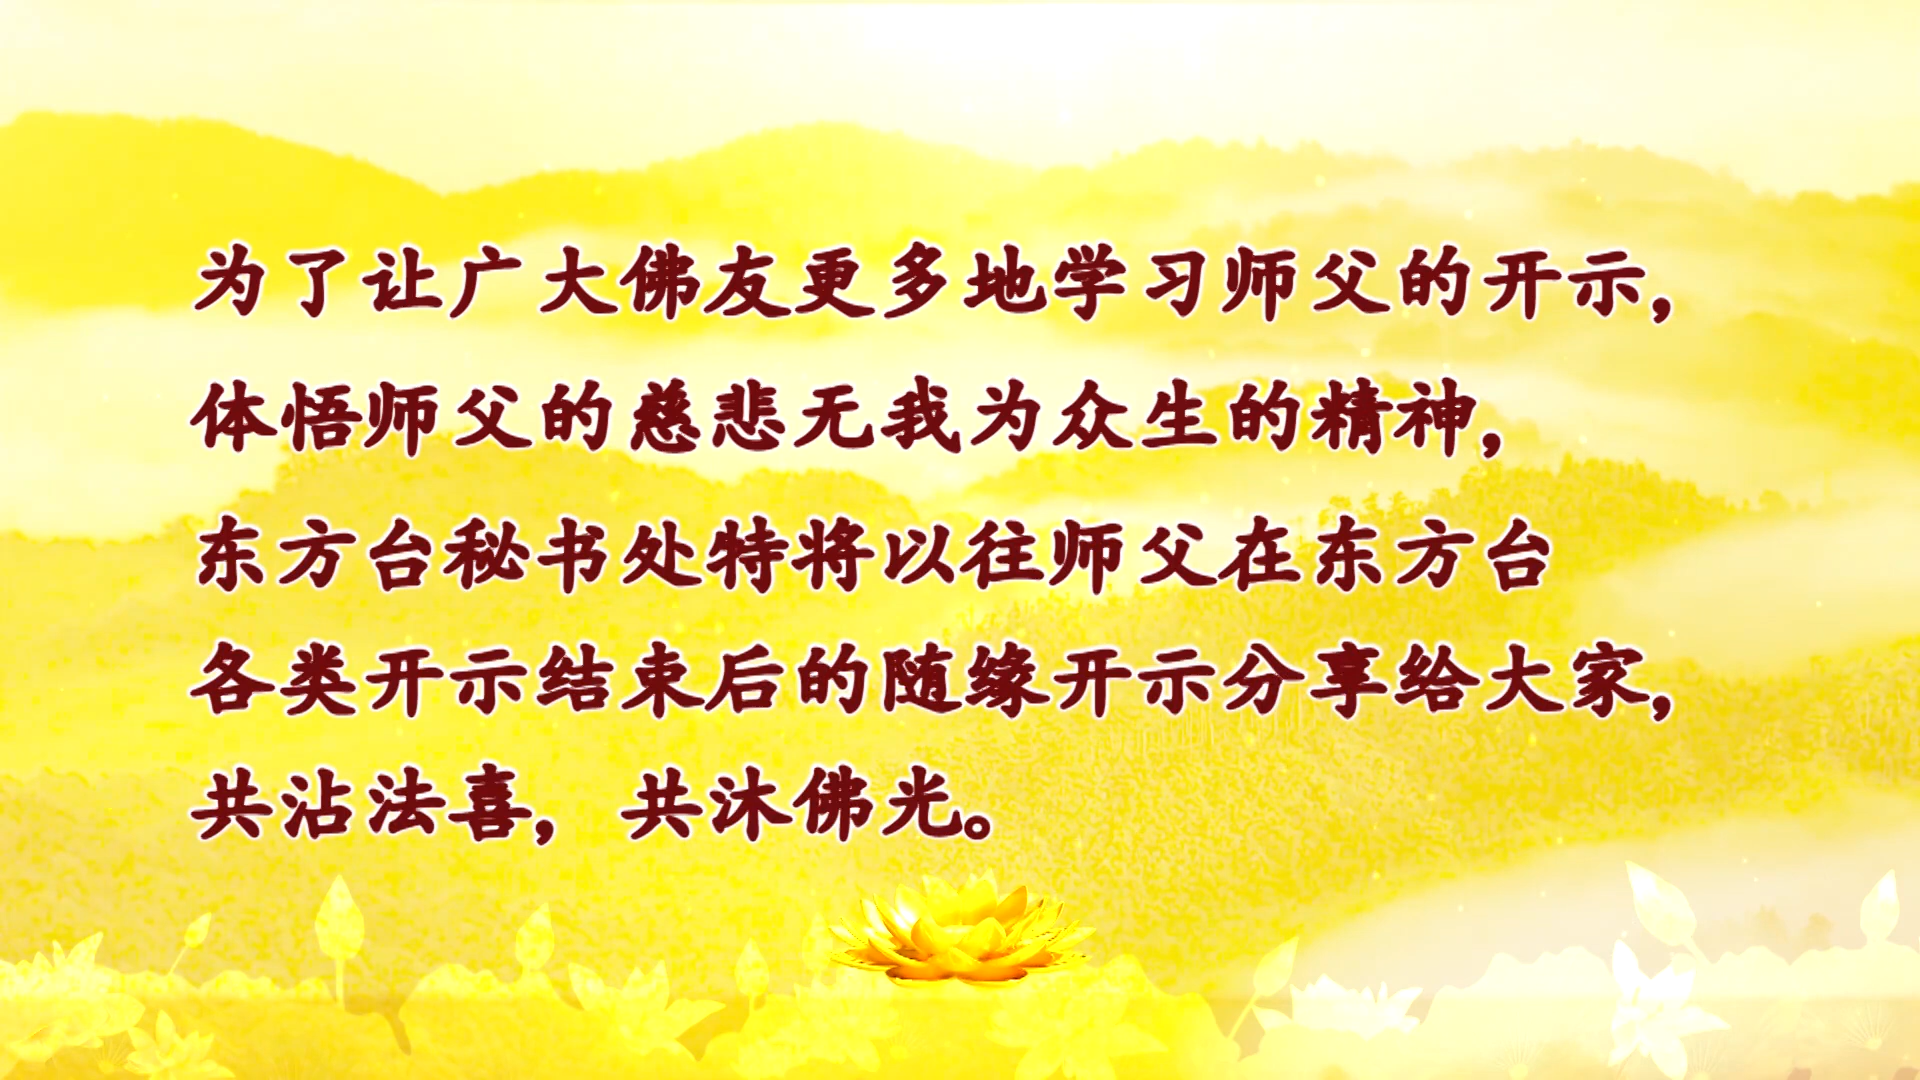 为了让广大佛友更多地学习师父的开示，
体悟师父的慈悲无我为众生的精神，
东方台秘书处特将以往师父在东方台
各类开示结束后的随缘开示分享给大家，
共沾法喜，共沐佛光。